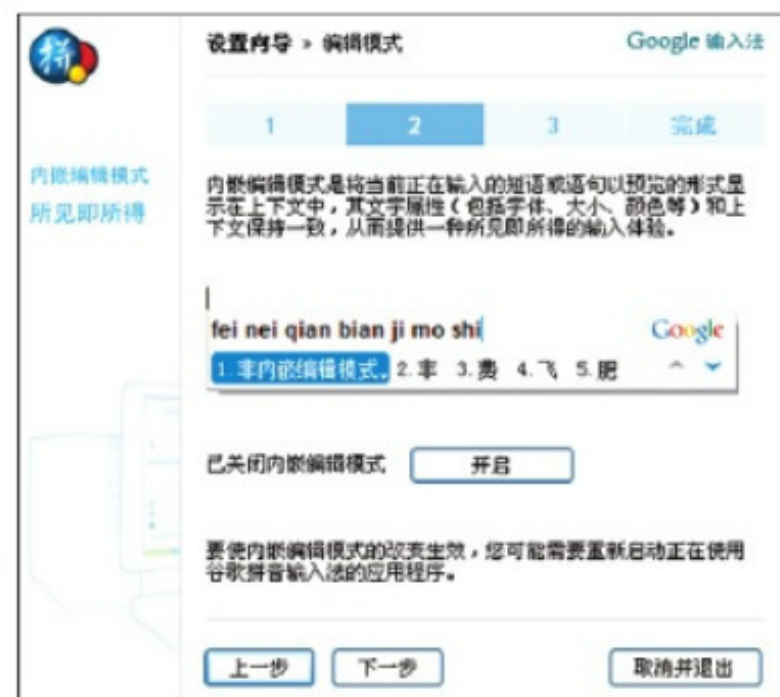 拼
设置向导 » 编辑模式
Google 输入法
1 2 3 完成
内嵌编辑模式
所见即所得
内嵌编辑模式是将当前正在输入的短语或语句以预览的形式显
示在上下文中，其文字属性（包括字体、大小、颜色等）和上
下文保持一致，从而提供一种所见即所得的输入体验。
fei nei qian bian ji mo shi
Google
1.非内嵌编辑模式。 2.非 3.费 4.飞 5.肥
已关闭内嵌编辑模式 开启
要使内嵌编辑模式的改变生效，您可能需要重新启动正在使用
谷歌拼音输入法的应用程序。
上一步 下一步 取消并退出